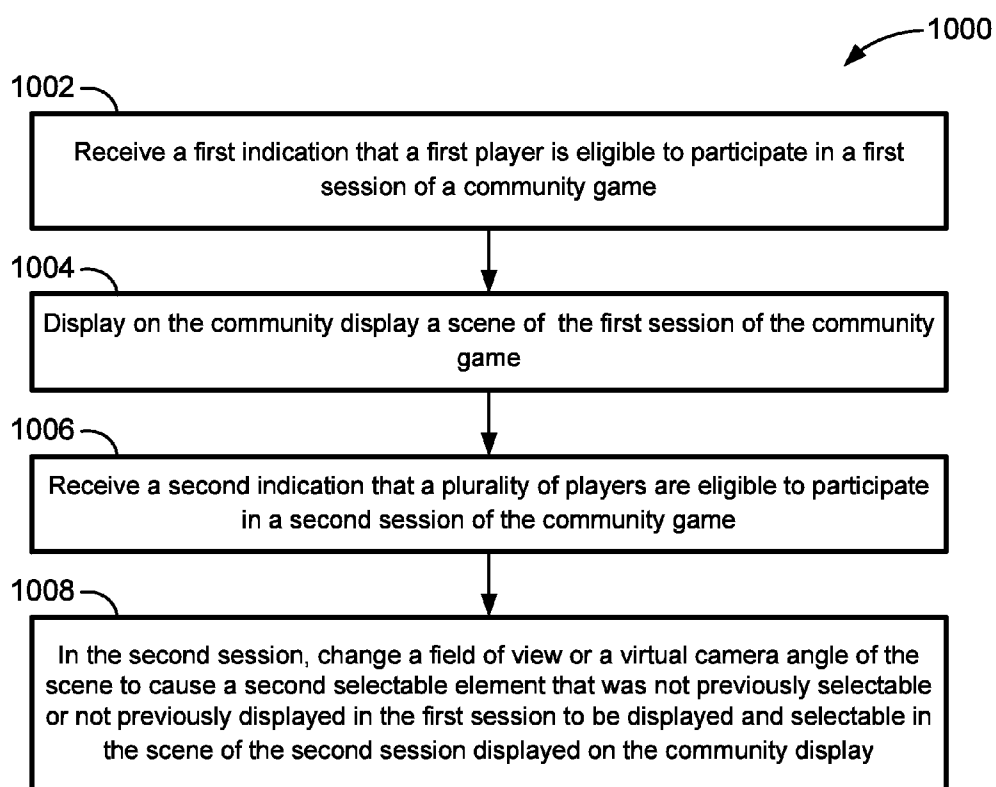 1000
1002
Receive a first indication that a first player is eligible to participate in a first
session of a community game
1004
Display on the community display a scene of the first session of the community
game
1006
Receive a second indication that a plurality of players are eligible to participate
in a second session of the community game
1008
In the second session, change a field of view or a virtual camera angle of the
scene to cause a second selectable element that was not previously selectable
or not previously displayed in the first session to be displayed and selectable in
the scene of the second session displayed on the community display